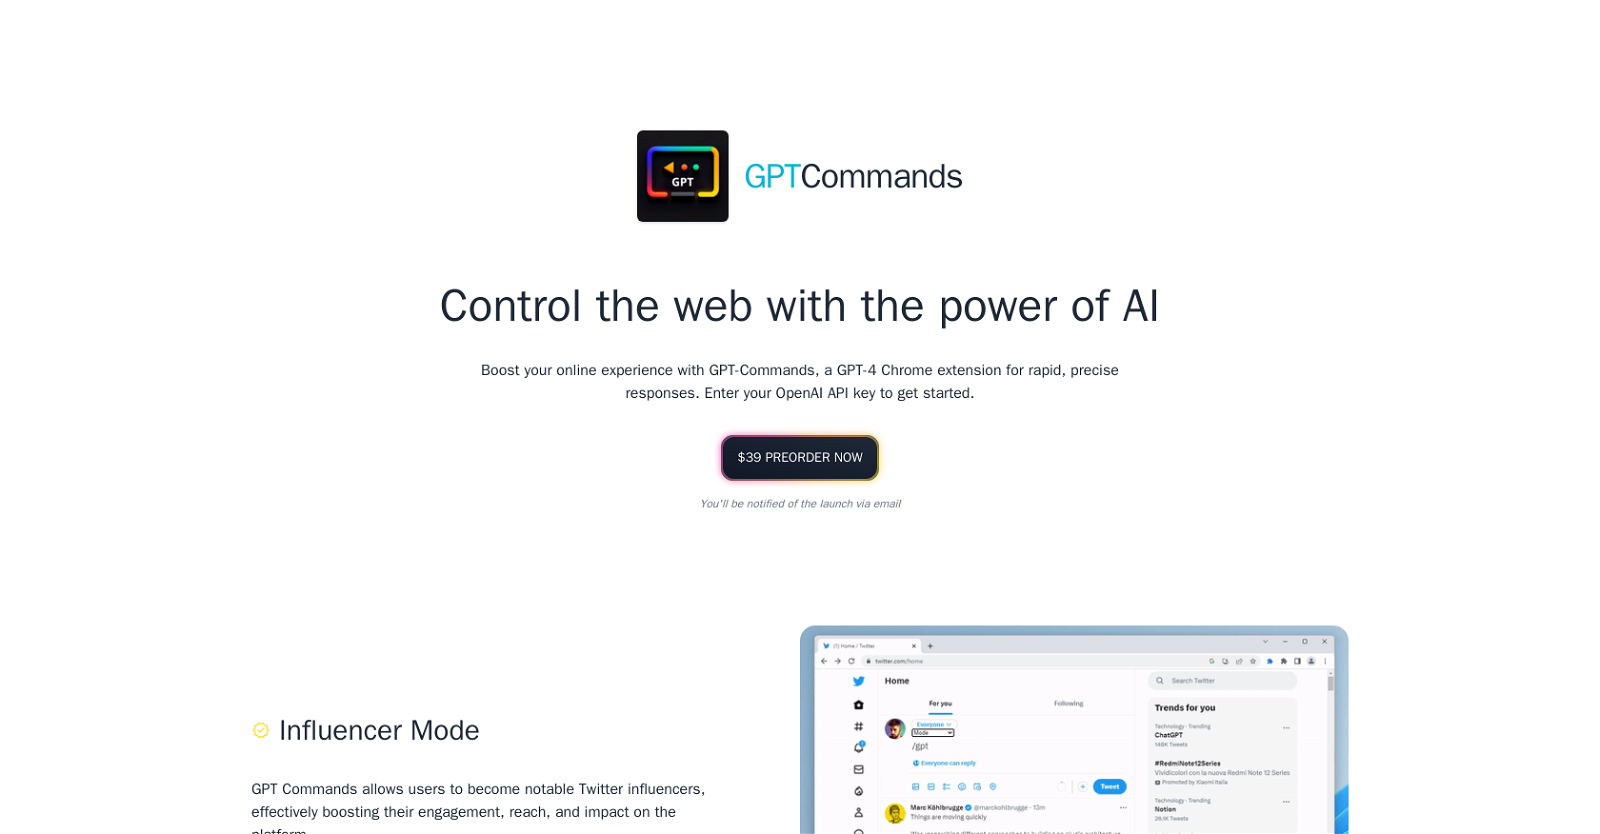 GPT
GPTCommands
Control the web with the power of AI
Boost your online experience with GPT-Commands, a GPT-4 Chrome extension for rapid, precise
responses. Enter your OpenAI API key to get started.
$39 PREORDER NOW
You'll be notified of the launch via email
Influencer Mode
GPT Commands allows users to become notable Twitter influencers,
effectively boosting their engagement, reach, and impact on the
platform.
(1) Home / Twitter
twitter.com/home
Home
For you
Following
Everyone
Mode
/gpt
Everyone can reply
Tweet
Marc Köhlbrugge @marckohlbrugge · 13m
Things are moving quickly
Search Twitter
Trends for you
Technology · Trending
ChatGPT
148K Tweets
#RedmiNote12Series
Vividicolorí con la nuova Redmi Note 12 Series
Promoted by Xiaomi Italia
Technology · Trending
Notion
26.1K Tweets